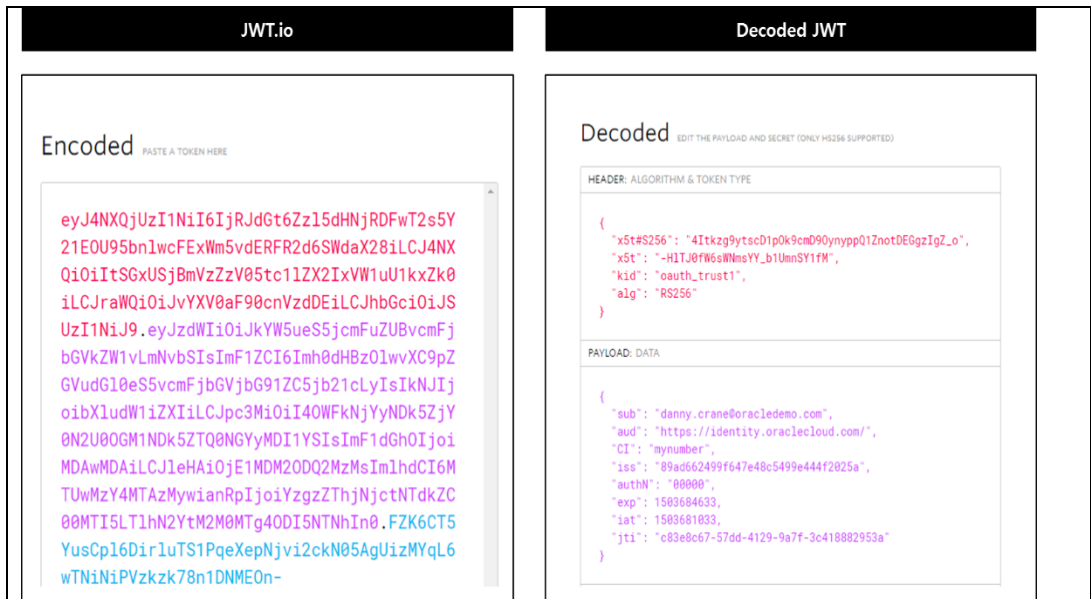 JWT.io
Encoded PASTE A TOKEN HERE
eyJ4NXQjUzI1NiI6IjRJdGt6Zzl5dHNjRDFwT2s5Y
21EOU95bnlwcFExWm5vdERFR2d6SWdaX28iLCJ4NX
QiOiItSGxUSjBmVzZzV05tc1lZX2IxVW1uU1kxZk0
iLCJraWQiOiJvYXV0aF90cnVzdDEiLCJhbGciOiJS
UzI1NiJ9.eyJzdWIiOiJkYW5ueS5jcmFuZUBvcmFj
bGVkZW1vLmNvbSIsImF1ZCI6Imh0dHBzOlwvXC9pZ
GVudGl0eS5vcmFjbGVjbG91ZC5jb21cLyIsIkNJIj
oibXludW1iZXIiLCJpc3MiOiI4OWFkNjYyNDk5ZjY
0N2U0OGM1NDk5ZTQ0NGYyMDI1YSIsImF1dGhOIjoi
MDAwMDAiLCJleHAiOjE1MDM2ODQ2MzMsImlhdCI6M
TUwMzY4MTAzMywianRpIjoiYzgzZThjNjctNTdkZC
00MTI5LTlhN2YtM2M0MTg4ODI5NTNhIn0.FZK6CT5
YusCpl6DirluTS1PqeXepNjvi2ckN05AgUizMYqL6
wTNiNiPVzkzk78n1DNMEOn-
Decoded JWT
Decoded EDIT THE PAYLOAD AND SECRET (ONLY HS256 SUPPORTED)
HEADER: ALGORITHM & TOKEN TYPE
{
"x5t#S256": "4Itkzg9ytscD1pOk9cmD9OynyppQ1ZnotDEGgzIgZ_o",
"x5t": "-HlTJ0fW6sWNmsYY_b1UmnSY1fM",
"kid": "oauth_trust1",
"alg": "RS256"
}
PAYLOAD: DATA
{
"sub": "danny.crane@oracledemo.com",
"aud": "https://identity.oraclecloud.com/",
"CI": "mynumber",
"iss": "89ad662499f647e48c5499e444f2025a",
"authN": "00000",
"exp": 1503684633,
"iat": 1503681033,
"jti": "c83e8c67-57dd-4129-9a7f-3c418882953a"
}